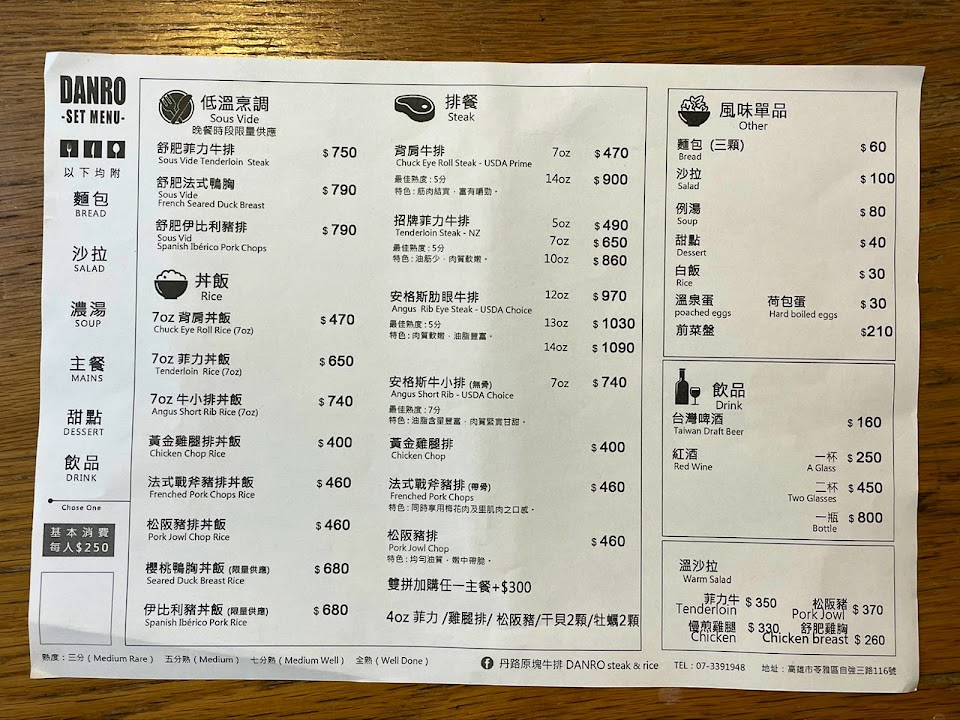 DANRO
-SET MENU-
以下均附
麵包
BREAD
沙拉
SALAD
濃湯
SOUP
主餐
MAINS
甜點
DESSERT
飲品
DRINK
Chose One
基本消費
每人$250
低溫烹調
Sous Vide
晚餐時段限量供應
舒肥菲力牛排 $750
Sous Vide Tenderloin Steak
舒肥法式鴨胸 $790
Sous Vide
French Seared Duck Breast
舒肥伊比利豬排 $790
Sous Vid
Spanish Ibérico Pork Chops
丼飯
Rice
7oz 背肩丼飯 $470
Chuck Eye Roll Rice (7oz)
7oz 菲力丼飯 $650
Tenderloin Rice (7oz)
7oz 牛小排丼飯 $740
Angus Short Rib Rice (7oz)
黃金雞腿排丼飯 $400
Chicken Chop Rice
法式戰斧豬排丼飯 $460
Frenched Pork Chops Rice
松阪豬排丼飯 $460
Pork Jowl Chop Rice
櫻桃鴨胸丼飯 (限量供應) $680
Seared Duck Breast Rice
伊比利豬丼飯 (限量供應) $680
Spanish Ibérico Pork Rice
排餐
Steak
背肩牛排 7oz $470
Chuck Eye Roll Steak - USDA Prime
最佳熟度:5分 14oz $900
特色:筋肉結實,富有嚼勁。
招牌菲力牛排 5oz $490
Tenderloin Steak - NZ 7oz $650
最佳熟度:5分
特色:油筋少,肉質軟嫩。 10oz $860
安格斯肋眼牛排 12oz $970
Angus Rib Eye Steak - USDA Choice
最佳熟度:5分 13oz $1030
特色:肉質軟嫩,油脂豐富。
14oz $1090
安格斯牛小排 (無骨) 7oz $740
Angus Short Rib - USDA Choice
最佳熟度:7分
特色:油脂含量豐富,肉質緊實甘甜。
黃金雞腿排 $400
Chicken Chop
法式戰斧豬排 (帶骨) $460
Frenched Pork Chops
特色:同時享用梅花肉及里肌肉之口感。
松阪豬排 $460
Pork Jowl Chop
特色:均勻油質,嫩中帶脆。
雙拼加購任一主餐+$300
4oz 菲力 /雞腿排/ 松阪豬/干貝2顆/牡蠣2顆
風味單品
Other
麵包 (三顆) $60
Bread
沙拉 $100
Salad
例湯 $80
Soup
甜點 $40
Dessert
白飯 $30
Rice
溫泉蛋 荷包蛋 $30
poached eggs Hard boiled eggs
前菜盤 $210
飲品
Drink
台灣啤酒 $160
Taiwan Draft Beer
紅酒 一杯 $250
Red Wine A Glass
二杯 $450
Two Glasses
一瓶 $800
Bottle
溫沙拉
Warm Salad
菲力牛 $350 松阪豬 $370
Tenderloin Pork Jowl
慢煎雞腿 $330 舒肥雞胸
Chicken Chicken breast $260
熟度:三分 ( Medium Rare ) 五分熟 ( Medium ) 七分熟 ( Medium Well ) 全熟 ( Well Done )
丹路原塊牛排 DANRO steak & rice TEL:07-3391948 地址:高雄市苓雅區自強三路116號